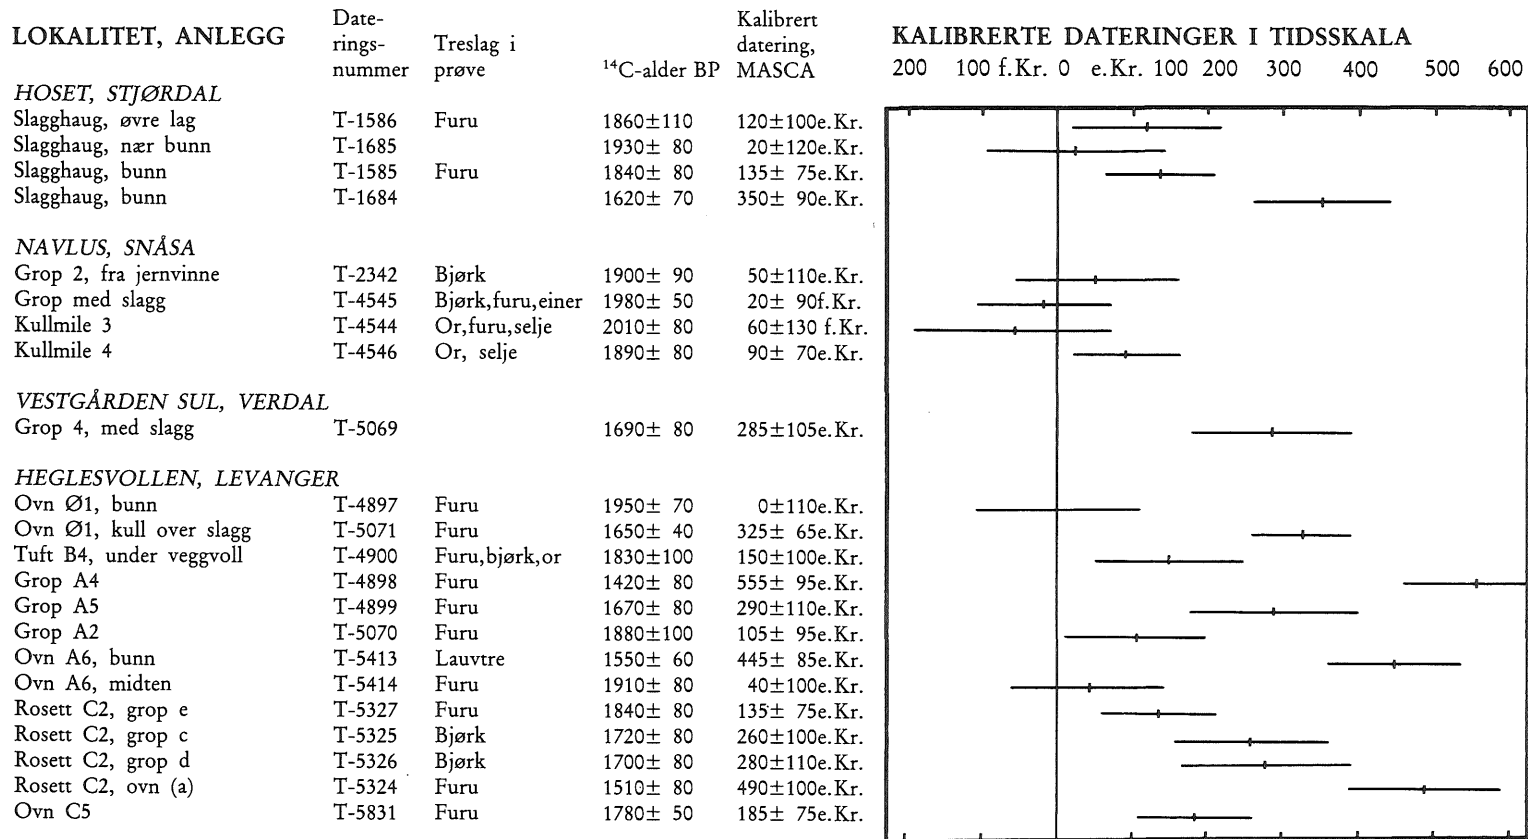 LOKALITET, ANLEGG Daterings-nummer Treslag i prøve ¹⁴C-alder BP Kalibrert datering, MASCA KALIBRERTE DATERINGER I TIDSSKALA
200 100 f.Kr. 0 e.Kr. 100 200 300 400 500 600
HOSET, STJØRDAL
Slagghaug, øvre lag T-1586 Furu 1860±110 120±100e.Kr.
Slagghaug, nær bunn T-1685 1930± 80 20±120e.Kr.
Slagghaug, bunn T-1585 Furu 1840± 80 135± 75e.Kr.
Slagghaug, bunn T-1684 1620± 70 350± 90e.Kr.
NAVLUS, SNÅSA
Grop 2, fra jernvinne T-2342 Bjørk 1900± 90 50±110e.Kr.
Grop med slagg T-4545 Bjørk,furu,einer 1980± 50 20± 90f.Kr.
Kullmile 3 T-4544 Or,furu,selje 2010± 80 60±130 f.Kr.
Kullmile 4 T-4546 Or, selje 1890± 80 90± 70e.Kr.
VESTGÅRDEN SUL, VERDAL
Grop 4, med slagg T-5069 1690± 80 285±105e.Kr.
HEGLESVOLLEN, LEVANGER
Ovn Ø1, bunn T-4897 Furu 1950± 70 0±110e.Kr.
Ovn Ø1, kull over slagg T-5071 Furu 1650± 40 325± 65e.Kr.
Tuft B4, under veggvoll T-4900 Furu,bjørk,or 1830±100 150±100e.Kr.
Grop A4 T-4898 Furu 1420± 80 555± 95e.Kr.
Grop A5 T-4899 Furu 1670± 80 290±110e.Kr.
Grop A2 T-5070 Furu 1880±100 105± 95e.Kr.
Ovn A6, bunn T-5413 Lauvtre 1550± 60 445± 85e.Kr.
Ovn A6, midten T-5414 Furu 1910± 80 40±100e.Kr.
Rosett C2, grop e T-5327 Furu 1840± 80 135± 75e.Kr.
Rosett C2, grop c T-5325 Bjørk 1720± 80 260±100e.Kr.
Rosett C2, grop d T-5326 Bjørk 1700± 80 280±110e.Kr.
Rosett C2, ovn (a) T-5324 Furu 1510± 80 490±100e.Kr.
Ovn C5 T-5831 Furu 1780± 50 185± 75e.Kr.